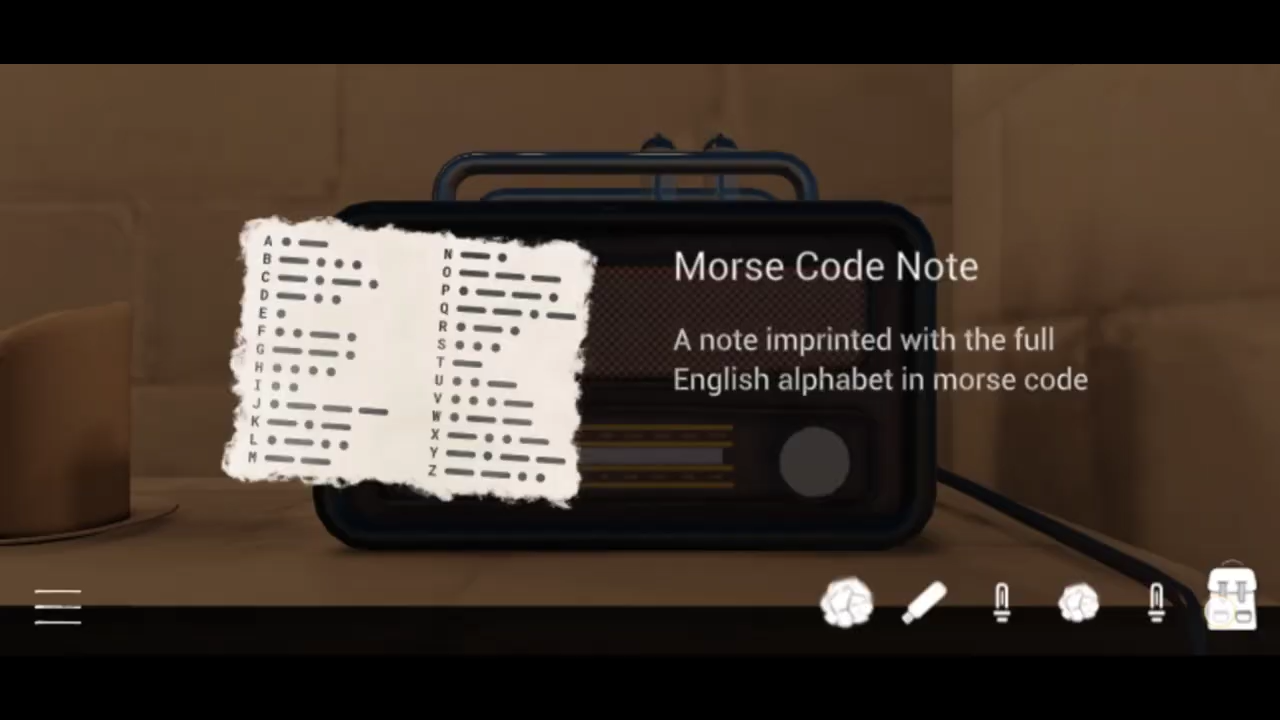 A ● ▬
B ▬ ● ● ●
C ▬ ● ▬ ●
D ▬ ● ●
E ●
F ● ● ▬ ●
G ▬ ▬ ●
H ● ● ● ●
I ● ●
J ● ▬ ▬ ▬
K ▬ ● ▬
L ● ▬ ● ●
M ▬ ▬
N ▬ ●
O ▬ ▬ ▬
P ● ▬ ▬ ●
Q ▬ ▬ ● ▬
R ● ▬ ●
S ● ● ●
T ▬
U ● ● ▬
V ● ● ● ▬
W ● ▬ ▬
X ▬ ● ● ▬
Y ▬ ● ▬ ▬
Z ▬ ▬ ● ●
Morse Code Note
A note imprinted with the full
English alphabet in morse code